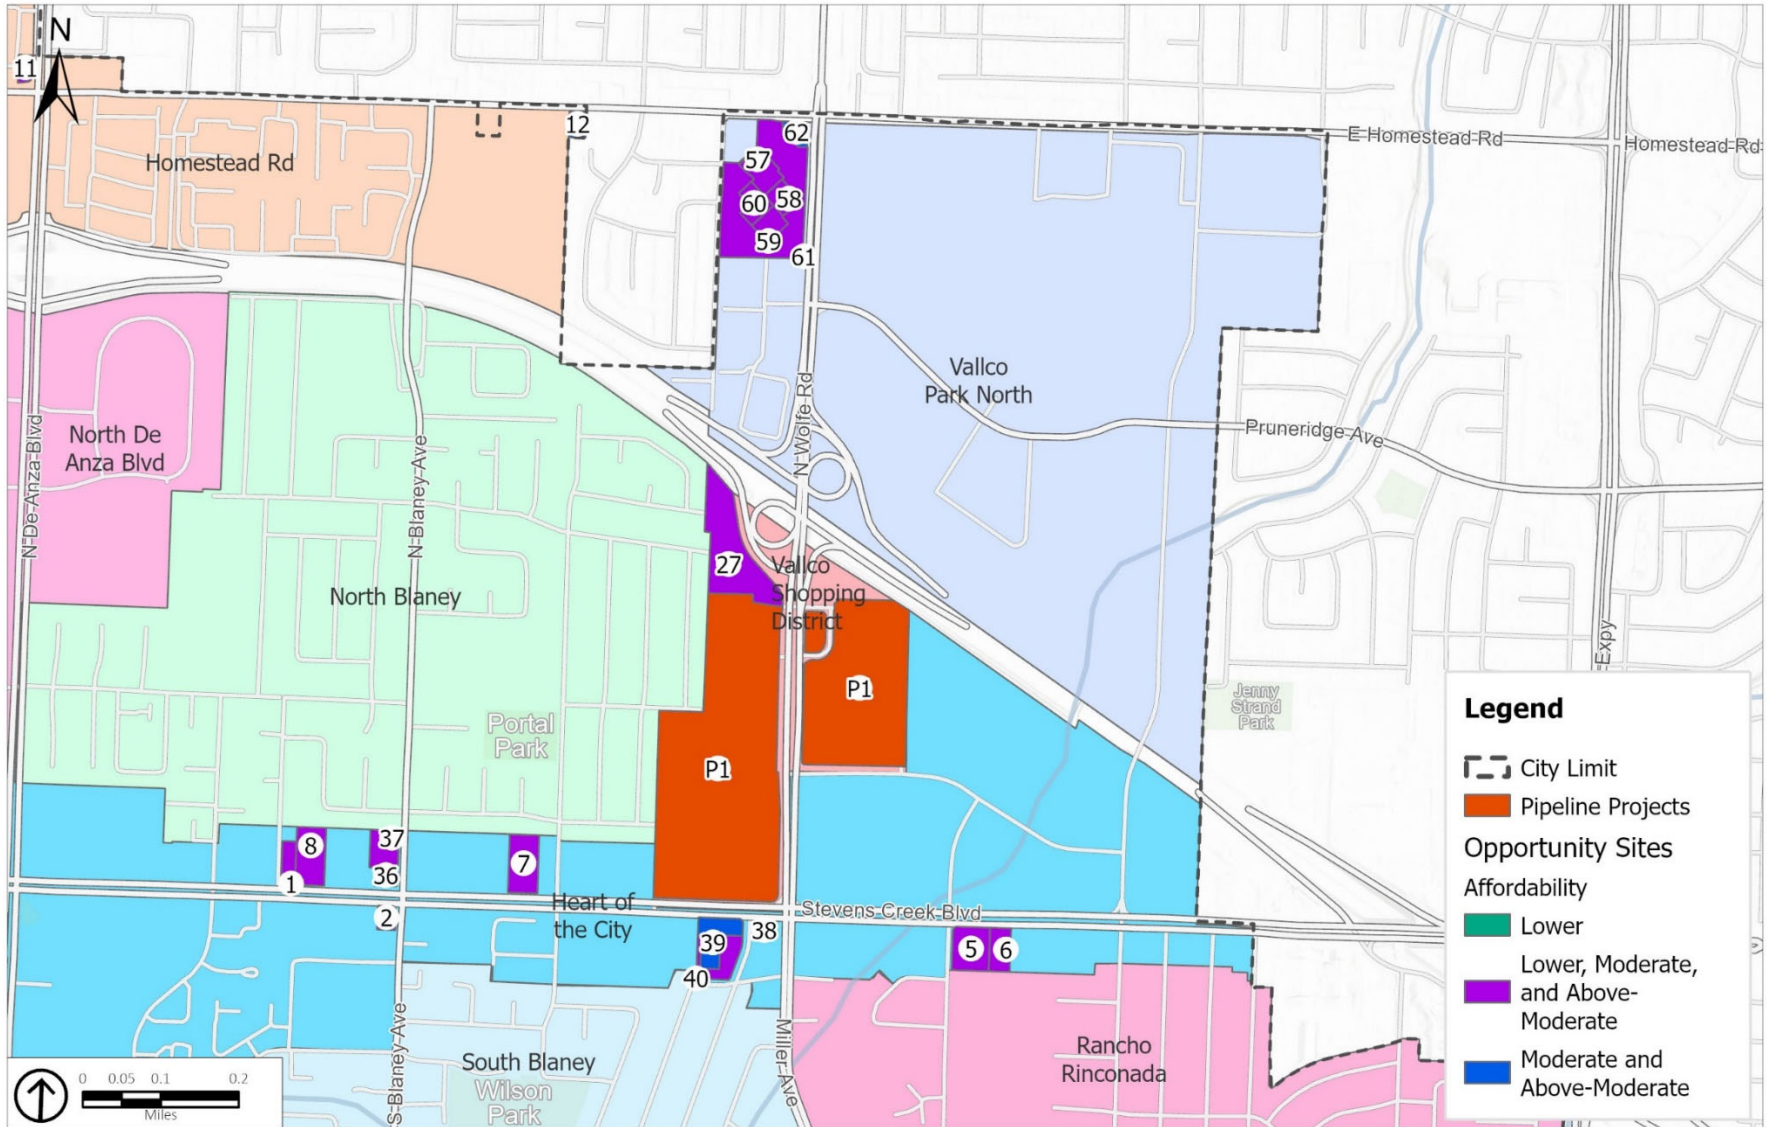 N
11
12
62
E Homestead Rd
Homestead Rd
Homestead Rd
57
58
60
59
61
Vallco
Park North
N Wolfe Rd
Pruneridge Ave
North De
Anza Blvd
N De Anza Blvd
N Blaney Ave
27
Vallco
Shopping
District
North Blaney
Expy
P1
Jenny
Strand
Park
Portal
Park
P1
8
37
7
36
1
2
Heart of
the City
Stevens Creek Blvd
38
39
5
6
40
S Blaney Ave
South Blaney
Wilson
Park
Miller Ave
Rancho
Rinconada
0 0.05 0.1 0.2
Miles
Legend
City Limit
Pipeline Projects
Opportunity Sites
Affordability
Lower
Lower, Moderate,
and Above-
Moderate
Moderate and
Above-Moderate